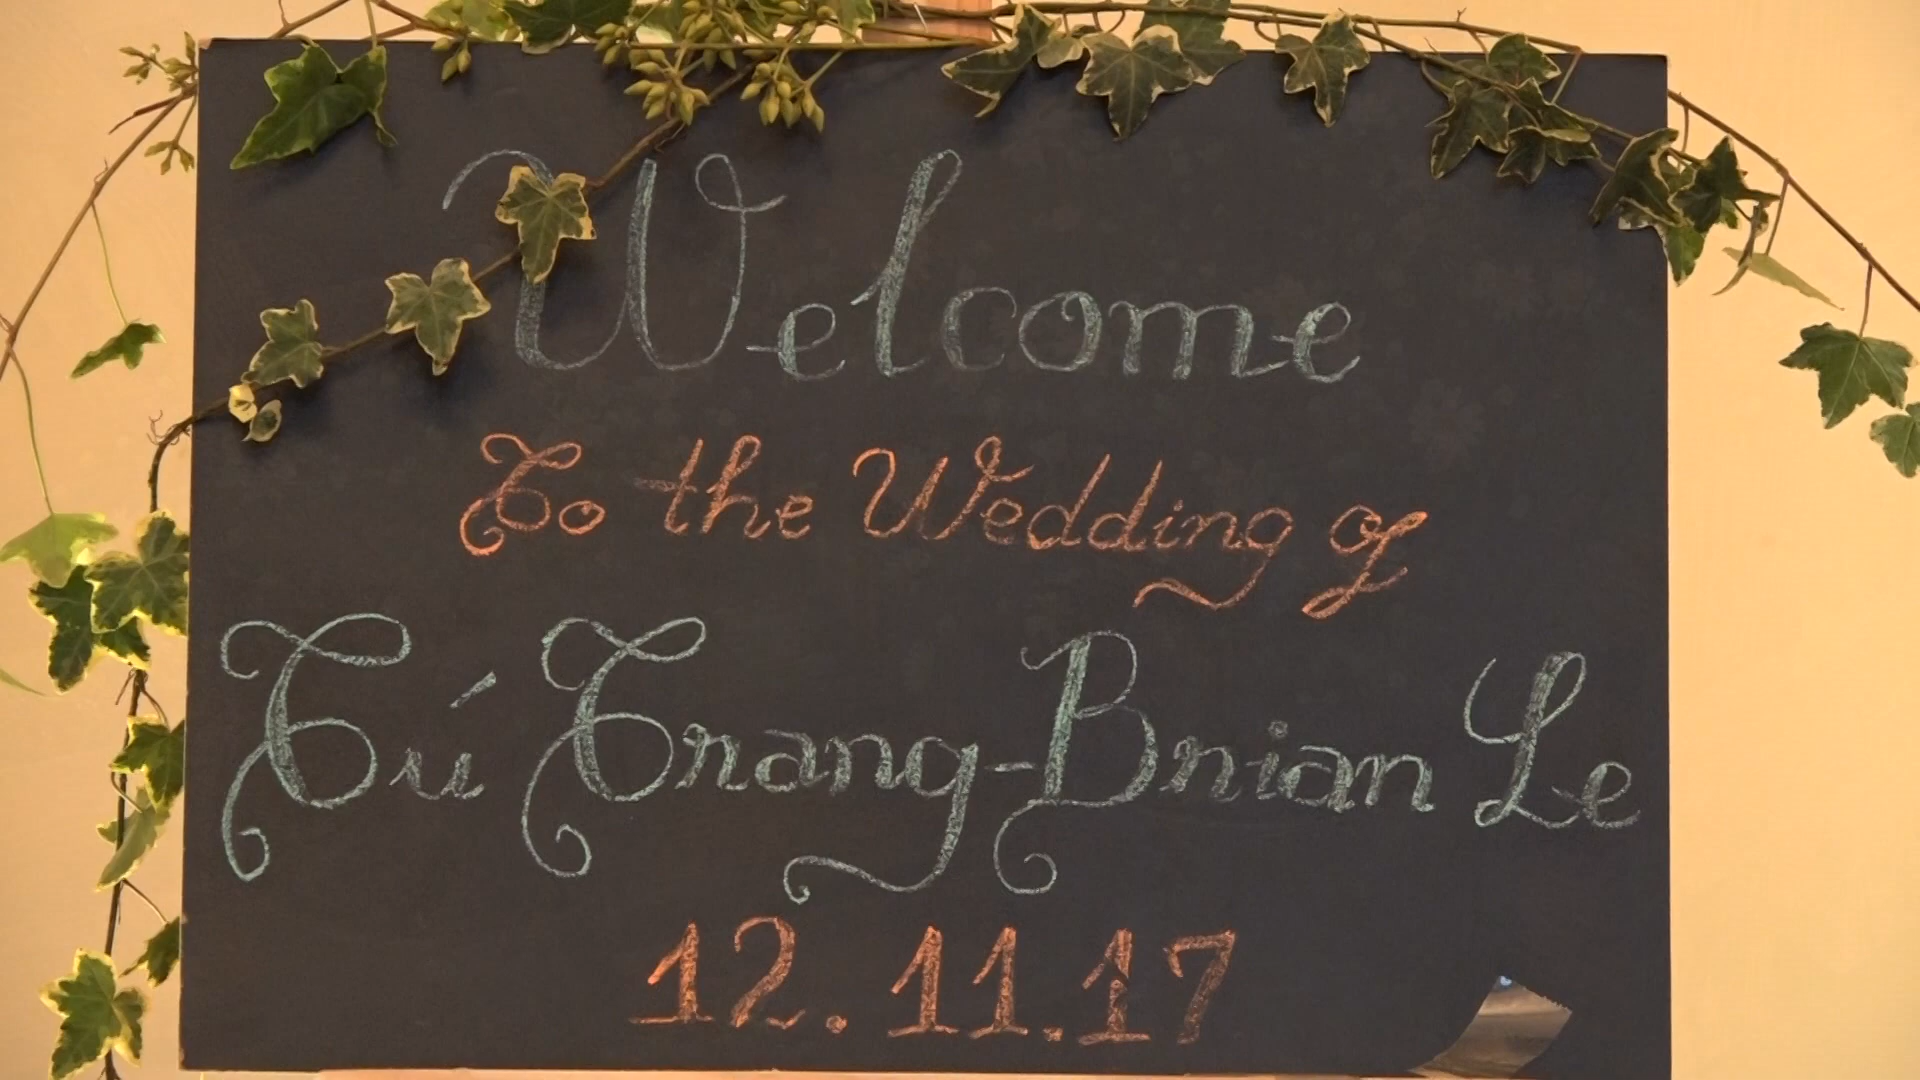 Welcome
To the Wedding of
Tú Trang-Brian Le
12.11.17